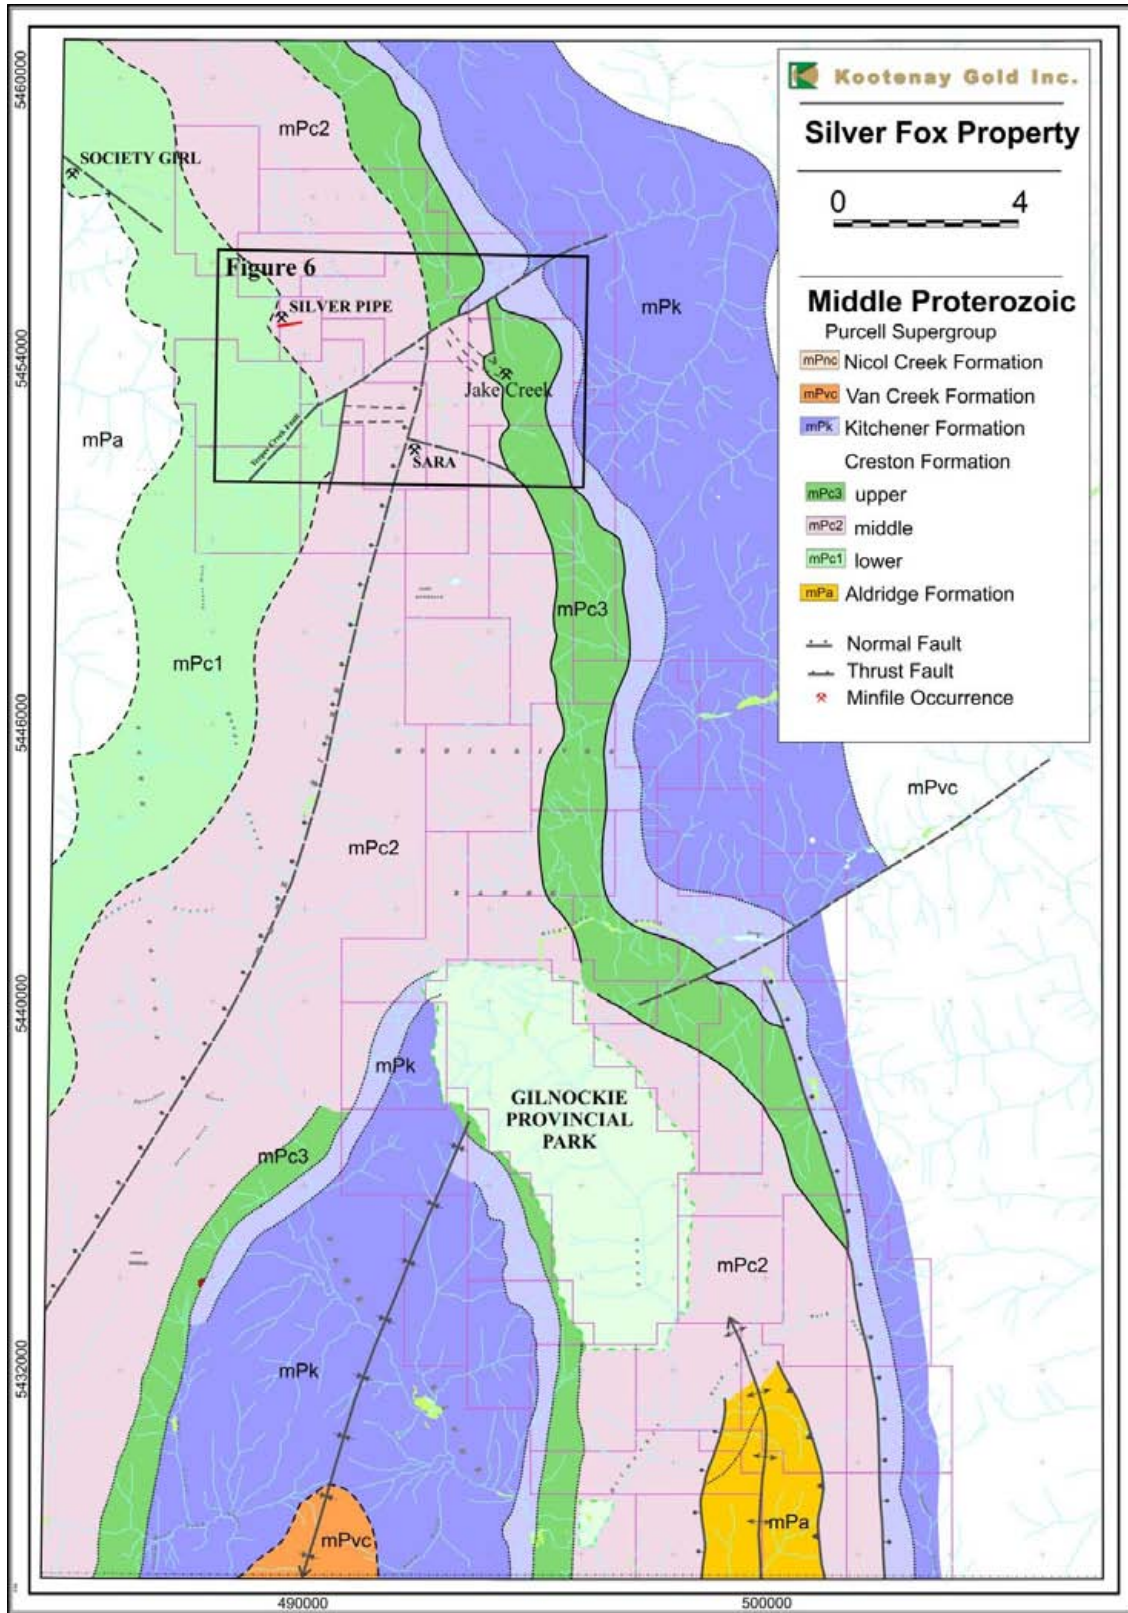 Kootenay Gold Inc.
Silver Fox Property
0 4
Middle Proterozoic
Purcell Supergroup
mPnc Nicol Creek Formation
mPvc Van Creek Formation
mPk Kitchener Formation
Creston Formation
mPc3 upper
mPc2 middle
mPc1 lower
mPa Aldridge Formation
Normal Fault
Thrust Fault
Minfile Occurrence
5460000
5454000
5446000
5440000
5432000
490000
500000
mPc2
SOCIETY GIRL
Figure 6
SILVER PIPE
mPk
Jake Creek
mPa
SARA
mPc3
mPc1
mPvc
mPc2
mPk
GILNOCKIE
PROVINCIAL
PARK
mPc3
mPc2
mPk
mPvc
mPa